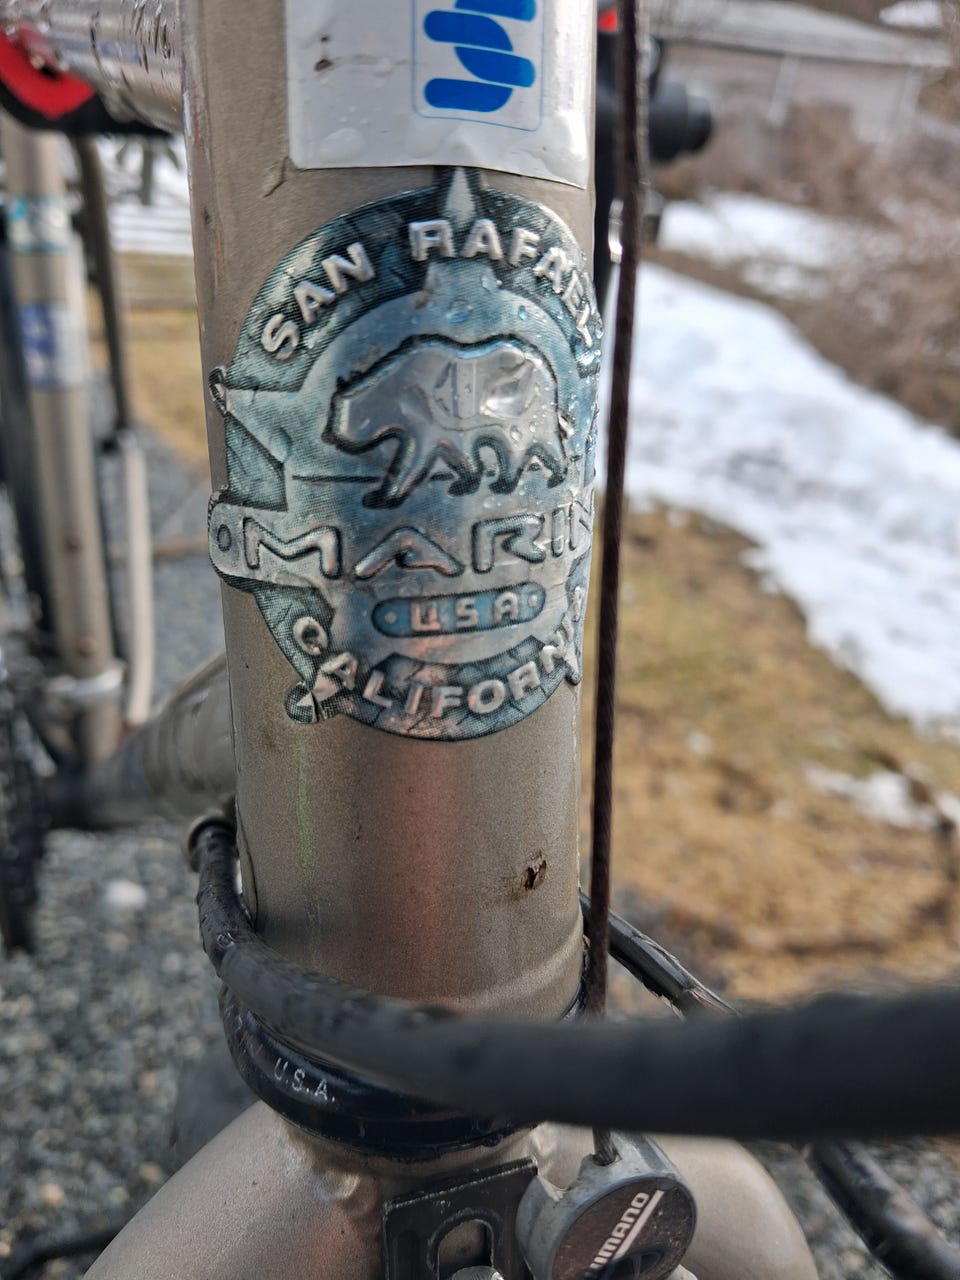 SAN RAFAEL
MARIN
USA
CALIFORNIA
U.S.A.
SHIMANO